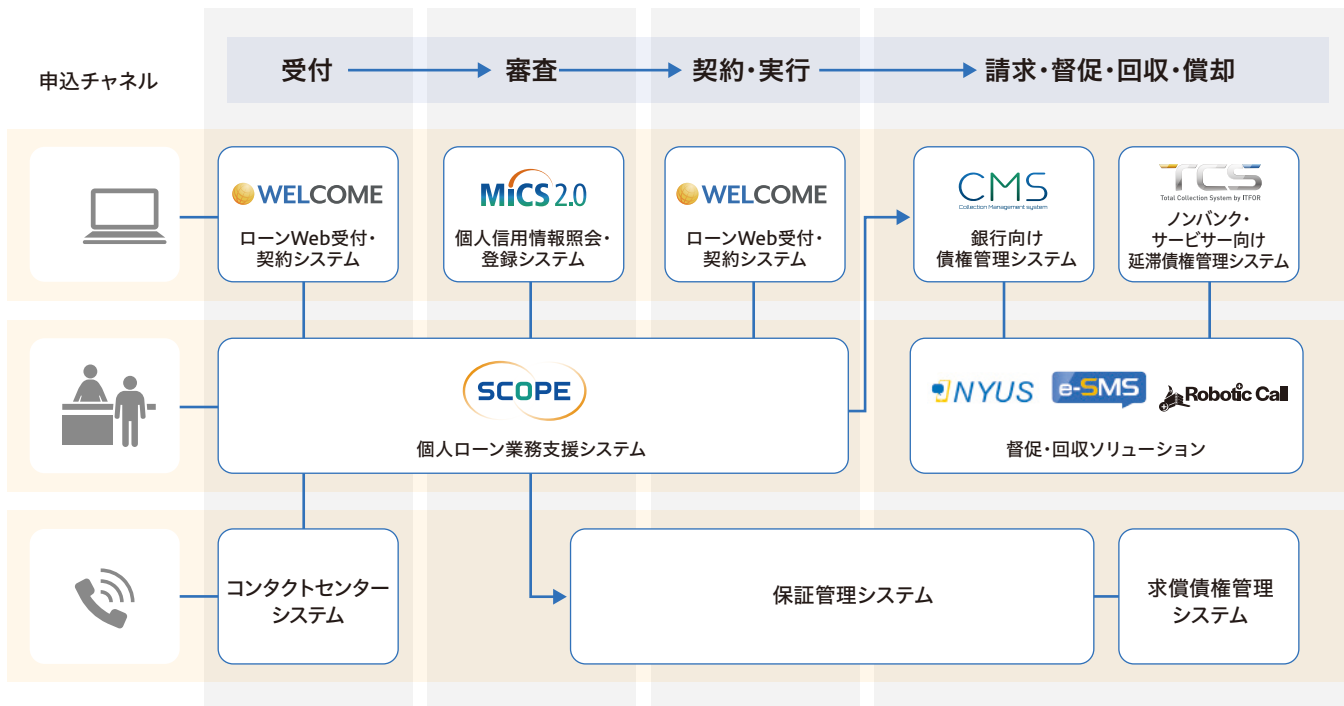 申込チャネル
受付
審査
契約・実行
請求・督促・回収・償却
WELCOME
ローンWeb受付・
契約システム
MiCS 2.0
個人信用情報照会・
登録システム
WELCOME
ローンWeb受付・
契約システム
CMS
Collection Management system
銀行向け
債権管理システム
TCS
Total Collection System by ITFOR
ノンバンク・
サービサー向け
延滞債権管理システム
SCOPE
個人ローン業務支援システム
NYUS
e-SMS
Robotic Call
督促・回収ソリューション
コンタクトセンター
システム
保証管理システム
求償債権管理
システム